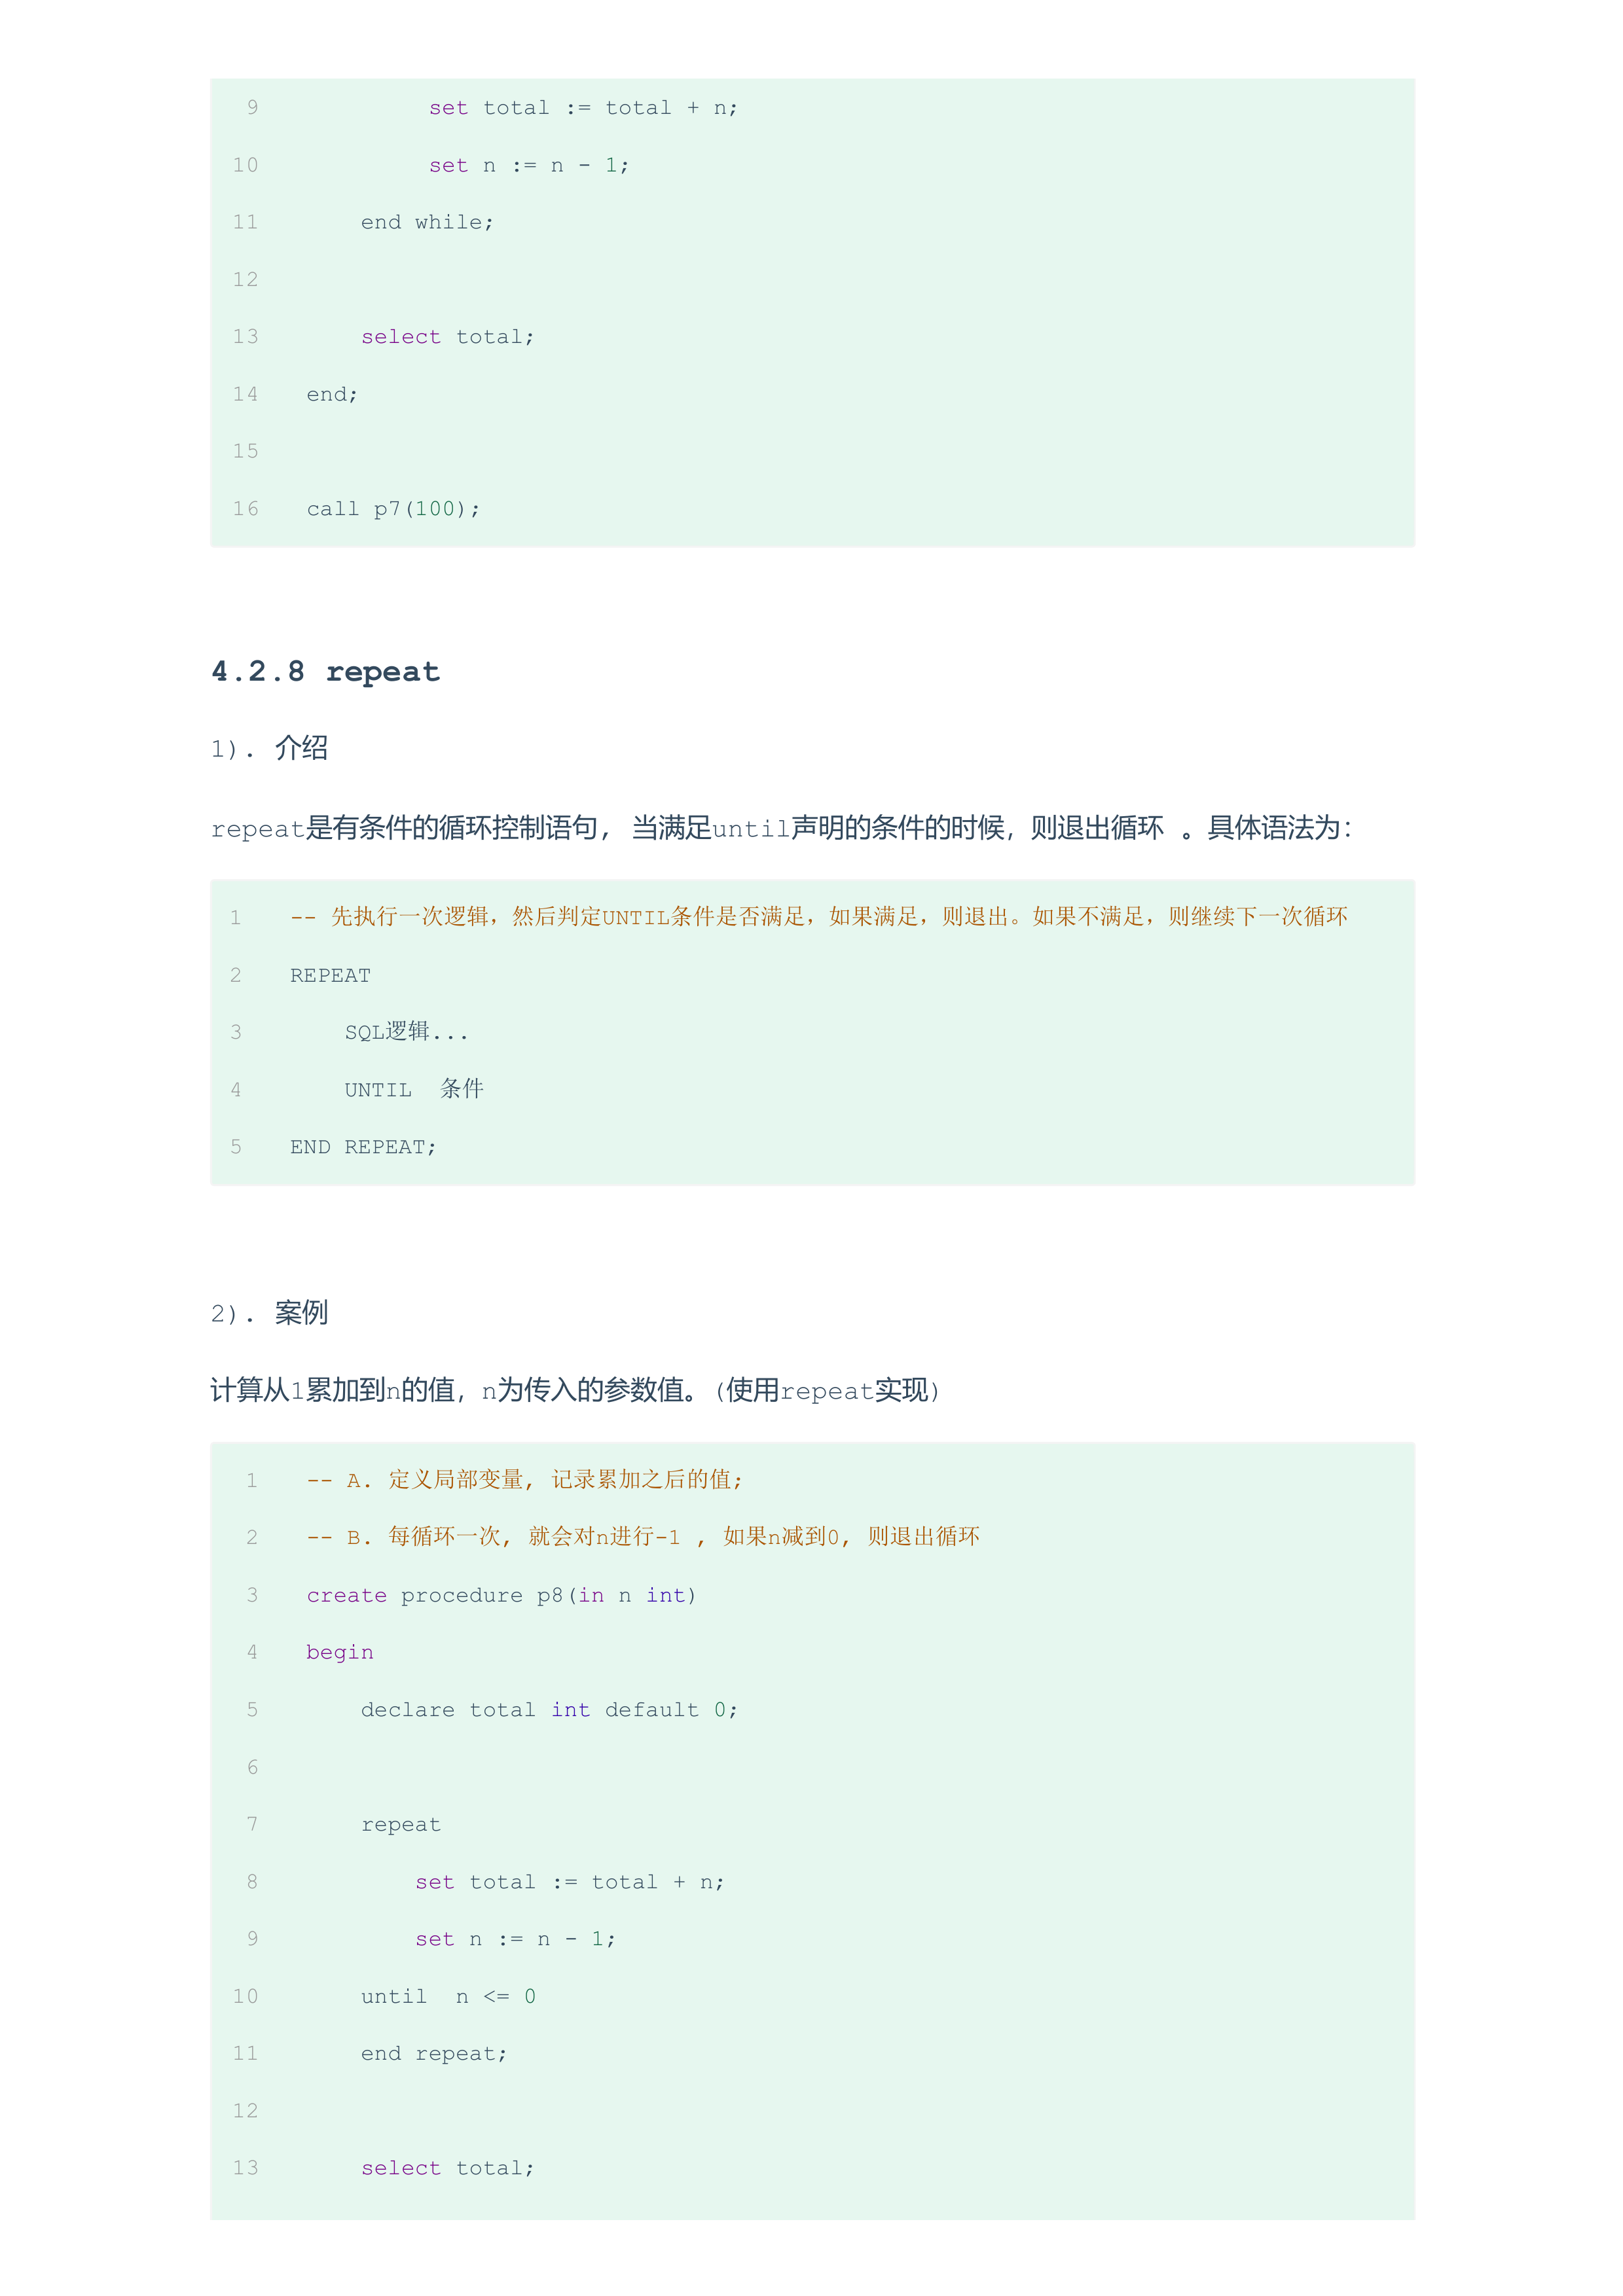 9 set total := total + n;
10 set n := n - 1;
11 end while;
12
13 select total;
14 end;
15
16 call p7(100);
4.2.8 repeat
1). 介绍
repeat是有条件的循环控制语句, 当满足until声明的条件的时候，则退出循环 。具体语法为：
1 -- 先执行一次逻辑，然后判定UNTIL条件是否满足，如果满足，则退出。如果不满足，则继续下一次循环
2 REPEAT
3 SQL逻辑...
4 UNTIL  条件
5 END REPEAT;
2). 案例
计算从1累加到n的值，n为传入的参数值。(使用repeat实现)
1 -- A. 定义局部变量, 记录累加之后的值;
2 -- B. 每循环一次, 就会对n进行-1 , 如果n减到0, 则退出循环
3 create procedure p8(in n int)
4 begin
5 declare total int default 0;
6
7 repeat
8 set total := total + n;
9 set n := n - 1;
10 until  n <= 0
11 end repeat;
12
13 select total;